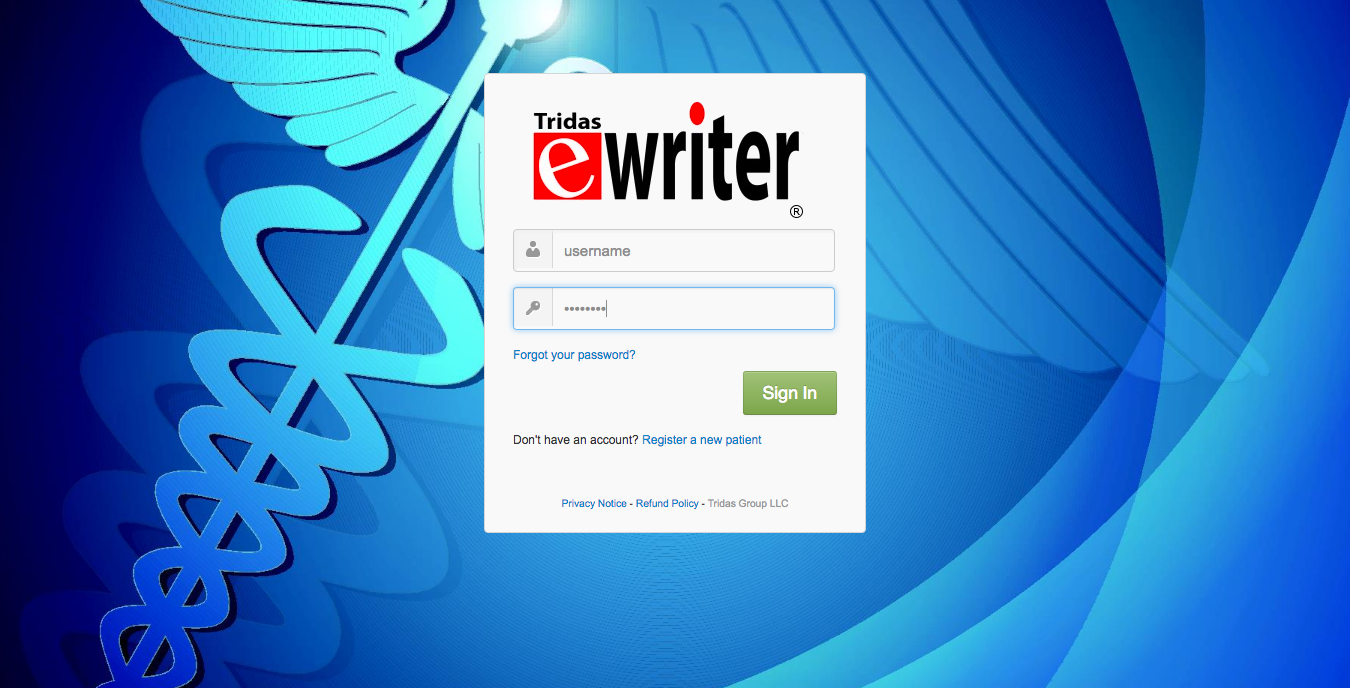 Tridas
ewriter
®
username
••••••••
Forgot your password?
Sign In
Don't have an account? Register a new patient
Privacy Notice - Refund Policy - Tridas Group LLC